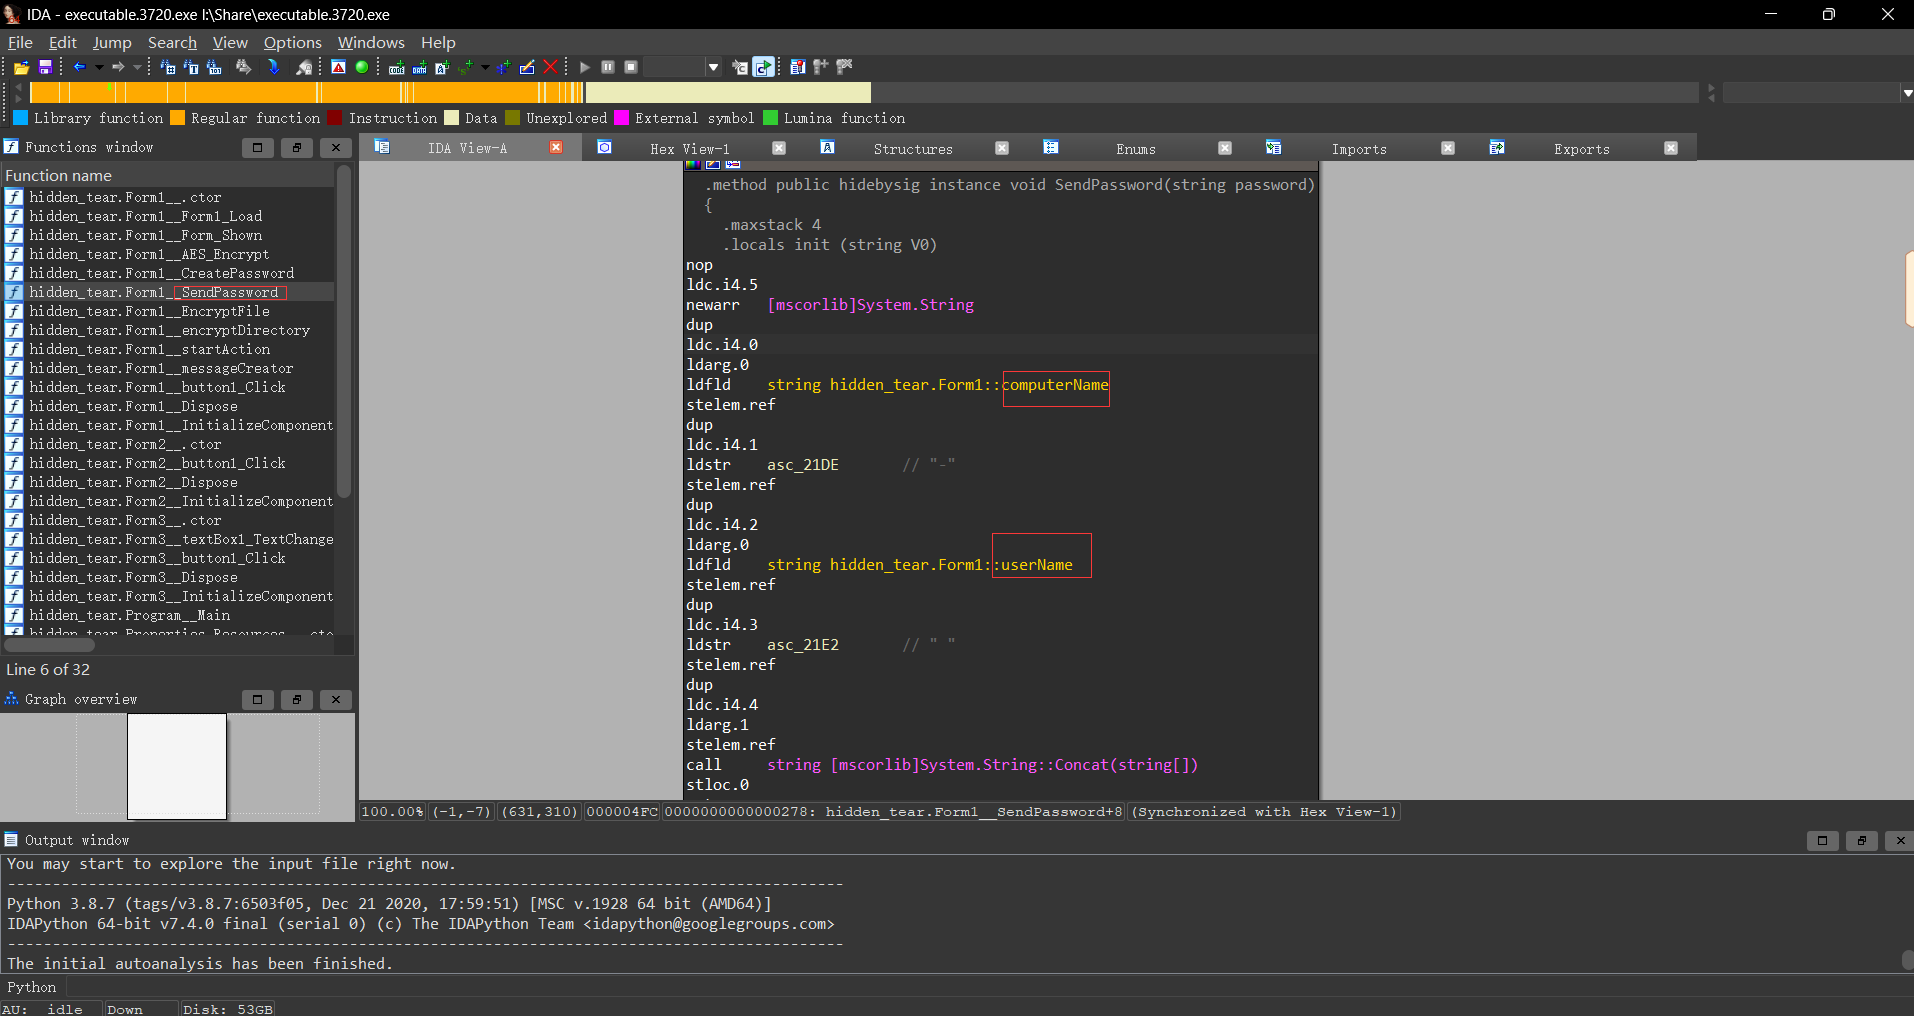 IDA - executable.3720.exe I:\Share\executable.3720.exe
File Edit Jump Search View Options Windows Help
Library function Regular function Instruction Data Unexplored External symbol Lumina function
Functions window
IDA View-A Hex View-1 Structures Enums Imports Exports
Function name
hidden_tear.Form1__.ctor
hidden_tear.Form1__Form1_Load
hidden_tear.Form1__Form_Shown
hidden_tear.Form1__AES_Encrypt
hidden_tear.Form1__CreatePassword
hidden_tear.Form1__SendPassword
hidden_tear.Form1__EncryptFile
hidden_tear.Form1__encryptDirectory
hidden_tear.Form1__startAction
hidden_tear.Form1__messageCreator
hidden_tear.Form1__button1_Click
hidden_tear.Form1__Dispose
hidden_tear.Form1__InitializeComponent
hidden_tear.Form2__.ctor
hidden_tear.Form2__button1_Click
hidden_tear.Form2__Dispose
hidden_tear.Form2__InitializeComponent
hidden_tear.Form3__.ctor
hidden_tear.Form3__textBox1_TextChange
hidden_tear.Form3__button1_Click
hidden_tear.Form3__Dispose
hidden_tear.Form3__InitializeComponent
hidden_tear.Program__Main
Line 6 of 32
Graph overview
.method public hidebysig instance void SendPassword(string password)
{
.maxstack 4
.locals init (string V0)
nop
ldc.i4.5
newarr [mscorlib]System.String
dup
ldc.i4.0
ldarg.0
ldfld string hidden_tear.Form1::computerName
stelem.ref
dup
ldc.i4.1
ldstr asc_21DE // "-"
stelem.ref
dup
ldc.i4.2
ldarg.0
ldfld string hidden_tear.Form1::userName
stelem.ref
dup
ldc.i4.3
ldstr asc_21E2 // " "
stelem.ref
dup
ldc.i4.4
ldarg.1
stelem.ref
call string [mscorlib]System.String::Concat(string[])
stloc.0
100.00% (-1,-7) (631,310) 000004FC 0000000000000278: hidden_tear.Form1__SendPassword+8 (Synchronized with Hex View-1)
Output window
You may start to explore the input file right now.
---------------------------------------------------------------------------------------------
Python 3.8.7 (tags/v3.8.7:6503f05, Dec 21 2020, 17:59:51) [MSC v.1928 64 bit (AMD64)]
IDAPython 64-bit v7.4.0 final (serial 0) (c) The IDAPython Team <idapython@googlegroups.com>
---------------------------------------------------------------------------------------------
The initial autoanalysis has been finished.
Python
AU: idle Down Disk: 53GB